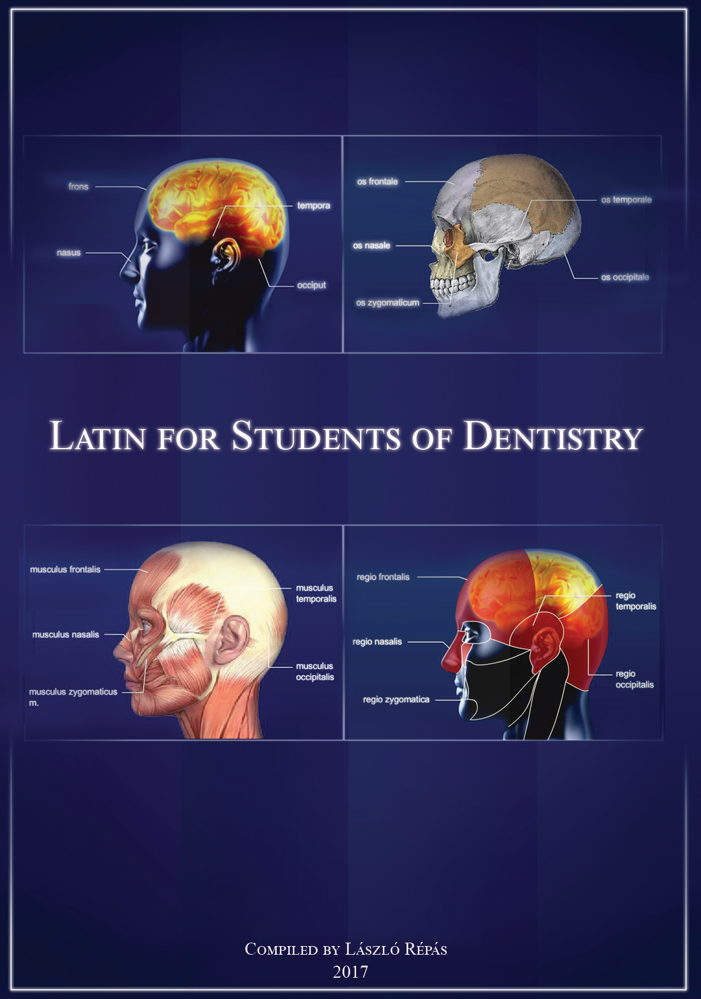 frons
tempora
nasus
occiput
os frontale
os temporale
os nasale
os occipitale
os zygomaticum
LATIN FOR STUDENTS OF DENTISTRY
musculus frontalis
musculus
temporalis
musculus nasalis
musculus
occipitalis
musculus zygomaticus
m.
regio frontalis
regio
temporalis
regio nasalis
regio
occipitalis
regio zygomatica
COMPILED BY LÁSZLÓ RÉPÁS
2017